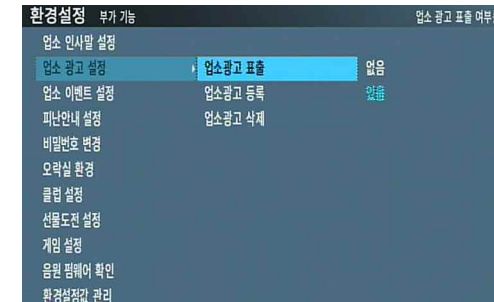 환경설정 부가 기능 업소 광고 표출 여부
업소 인사말 설정
업소 광고 설정 업소광고 표출 없음
업소 이벤트 설정 업소광고 등록 있음
피난안내 설정 업소광고 삭제
비밀번호 변경
오락실 환경
클럽 설정
선물도전 설정
게임 설정
음원 펌웨어 확인
환경설정값 관리